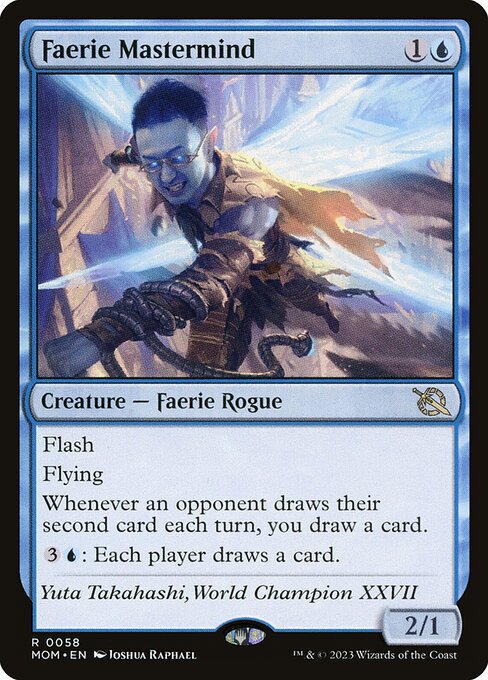 Faerie Mastermind 1
Creature — Faerie Rogue
Flash
Flying
Whenever an opponent draws their
second card each turn, you draw a card.
3 : Each player draws a card.
Yuta Takahashi, World Champion XXVII
2/1
R 0058
MOM • EN Joshua Raphael ™ & © 2023 Wizards of the Coast